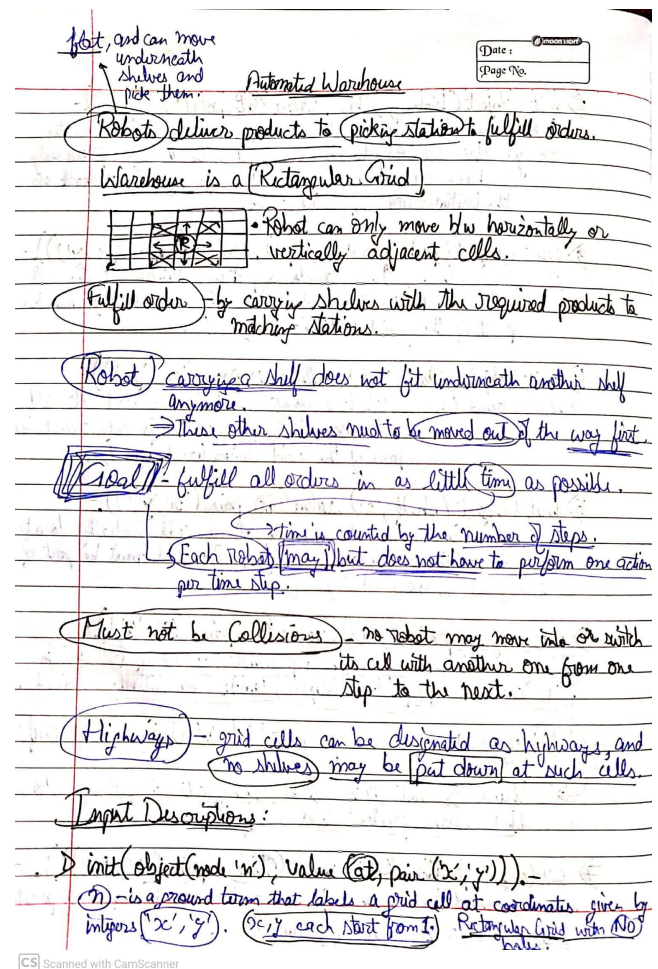 flat, and can move
underneath
shelves and
pick them.
MOONLIGHT
Date :
Page No.
Automated Warehouse
Robots deliver products to picking station to fulfill orders.
Warehouse is a Rectangular Grid
R
• Robot can only move b/w horizontally or
vertically adjacent cells.
Fulfill order - by carrying shelves with the required products to
matching stations.
Robot carrying a shelf does not fit underneath another shelf
anymore.
⇒ These other shelves need to be moved out of the way first.
Goal - fulfill all orders in as little time as possible.
→ time is counted by the number of steps.
→ Each robot may but does not have to perform one action
per time step.
Must not be Collisions - no robot may move into or switch
its cell with another one from one
step to the next.
Highways - grid cells can be designated as highways, and
no shelves may be put down at such cells.
Input Descriptions:
1) init(object(node 'n'), value (at, pair ('x', 'y'))). -
n - is a ground term that labels a grid cell at coordinates given by
integers 'x', 'y'. x, y each start from 1. Rectangular Grid with No
holes.
CS Scanned with CamScanner